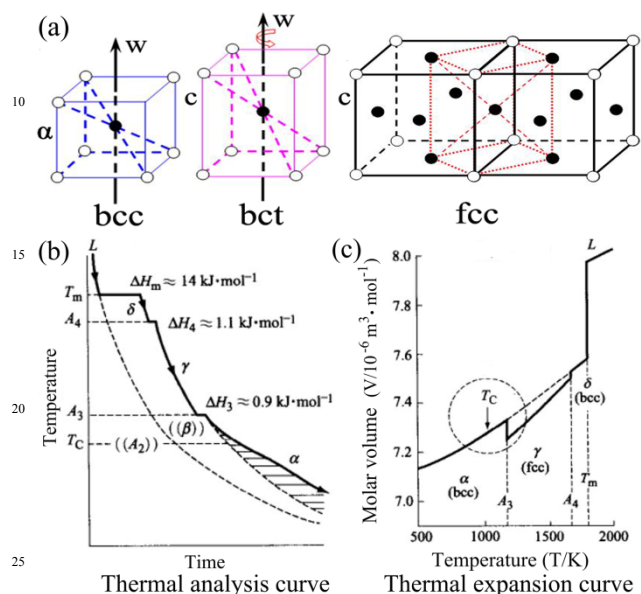 (a)
w
w
10
α
c
c
bcc
bct
fcc
(b)
(c)
15
L
ΔHm ≈ 14 kJ·mol⁻¹
Tm
δ
A4
ΔH4 ≈ 1.1 kJ·mol⁻¹
γ
Temperature
20
A3
ΔH3 ≈ 0.9 kJ·mol⁻¹
((β))
TC
((A2))
α
Time
25
Thermal analysis curve
Molar volume (V/10⁻⁶ m³·mol⁻¹)
8.0
7.8
7.6
7.4
7.2
7.0
L
TC
δ
(bcc)
γ
(fcc)
α
(bcc)
A3
A4
Tm
500
1000
1500
2000
Temperature (T/K)
Thermal expansion curve